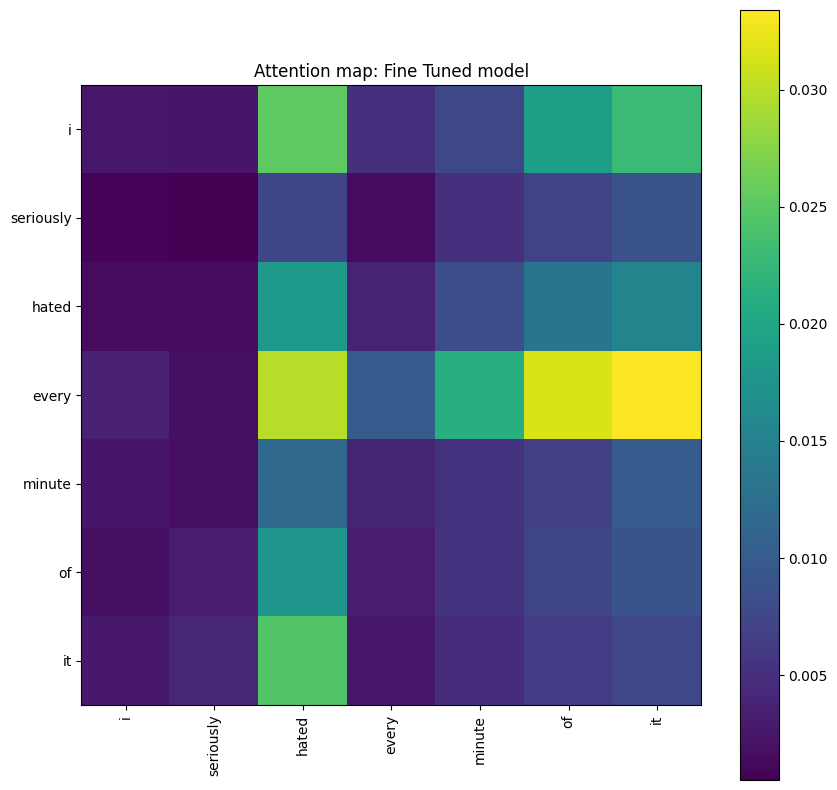 Attention map: Fine Tuned model
i
seriously
hated
every
minute
of
it
i
seriously
hated
every
minute
of
it
0.030
0.025
0.020
0.015
0.010
0.005